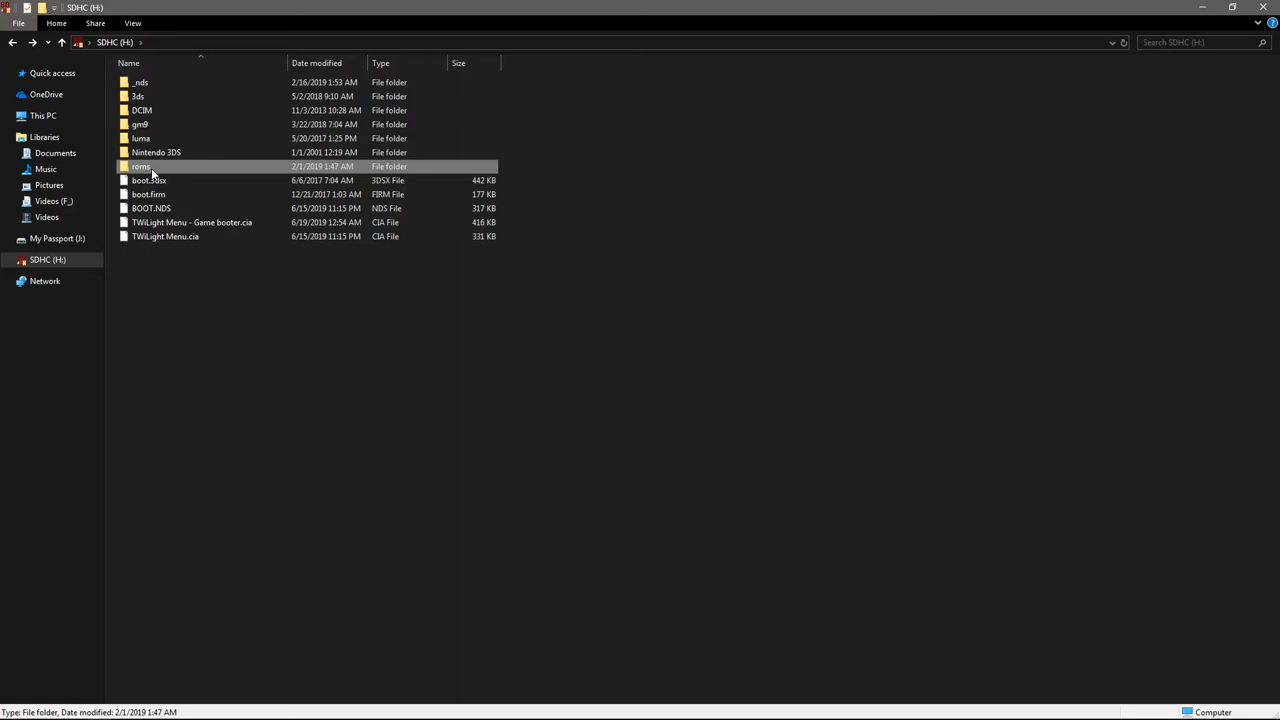 SDHC (H:)
File Home Share View
SDHC (H:) Search SDHC (H:)
Name Date modified Type Size
Quick access
OneDrive
This PC
Libraries
Documents
Music
Pictures
Videos (F_)
Videos
My Passport (J:)
SDHC (H:)
Network
_nds 2/16/2019 1:53 AM File folder
3ds 5/2/2018 9:10 AM File folder
DCIM 11/3/2013 10:28 AM File folder
gm9 3/22/2018 7:04 AM File folder
luma 5/20/2017 1:25 PM File folder
Nintendo 3DS 1/1/2001 12:19 AM File folder
roms 2/1/2019 1:47 AM File folder
boot.3dsx 6/6/2017 7:04 AM 3DSX File 442 KB
boot.firm 12/21/2017 1:03 AM FIRM File 177 KB
BOOT.NDS 6/15/2019 11:15 PM NDS File 317 KB
TWiLight Menu - Game booter.cia 6/19/2019 12:54 AM CIA File 416 KB
TWiLight Menu.cia 6/15/2019 11:15 PM CIA File 331 KB
Type: File folder, Date modified: 2/1/2019 1:47 AM Computer